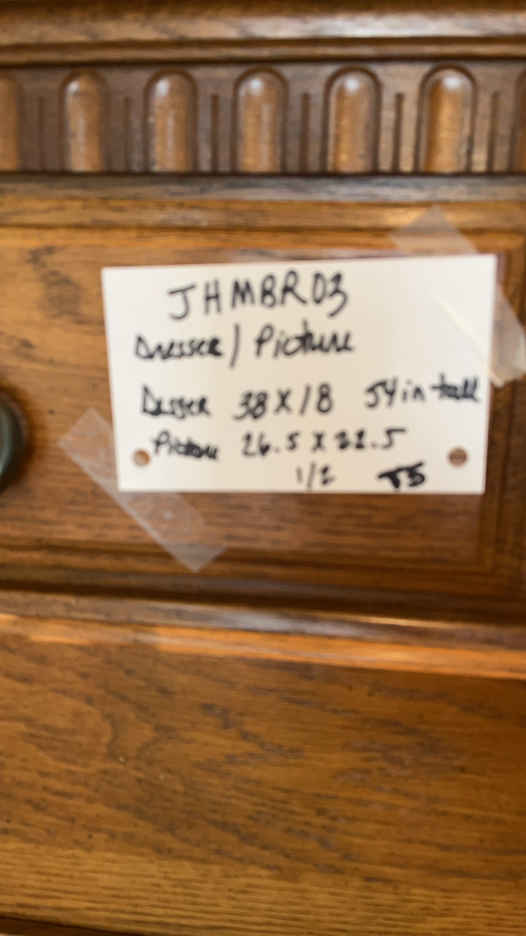 JHMBR03
Dresser / Picture
Dresser 38 X 18 54 in tall
Picture 26.5 X 22.5
1/2 TS